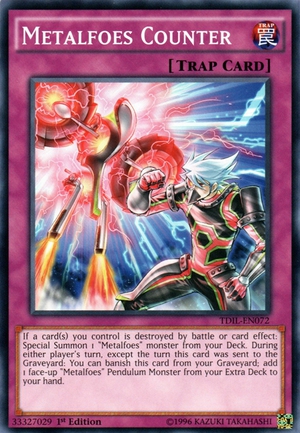 METALFOES COUNTER
TRAP
罠
[TRAP CARD]
TDIL-EN072
If a card(s) you control is destroyed by battle or card effect:
Special Summon 1 "Metalfoes" monster from your Deck. During
either player's turn, except the turn this card was sent to the
Graveyard: You can banish this card from your Graveyard; add
1 face-up "Metalfoes" Pendulum Monster from your Extra Deck to
your hand.
33327029 1st Edition ©1996 KAZUKI TAKAHASHI